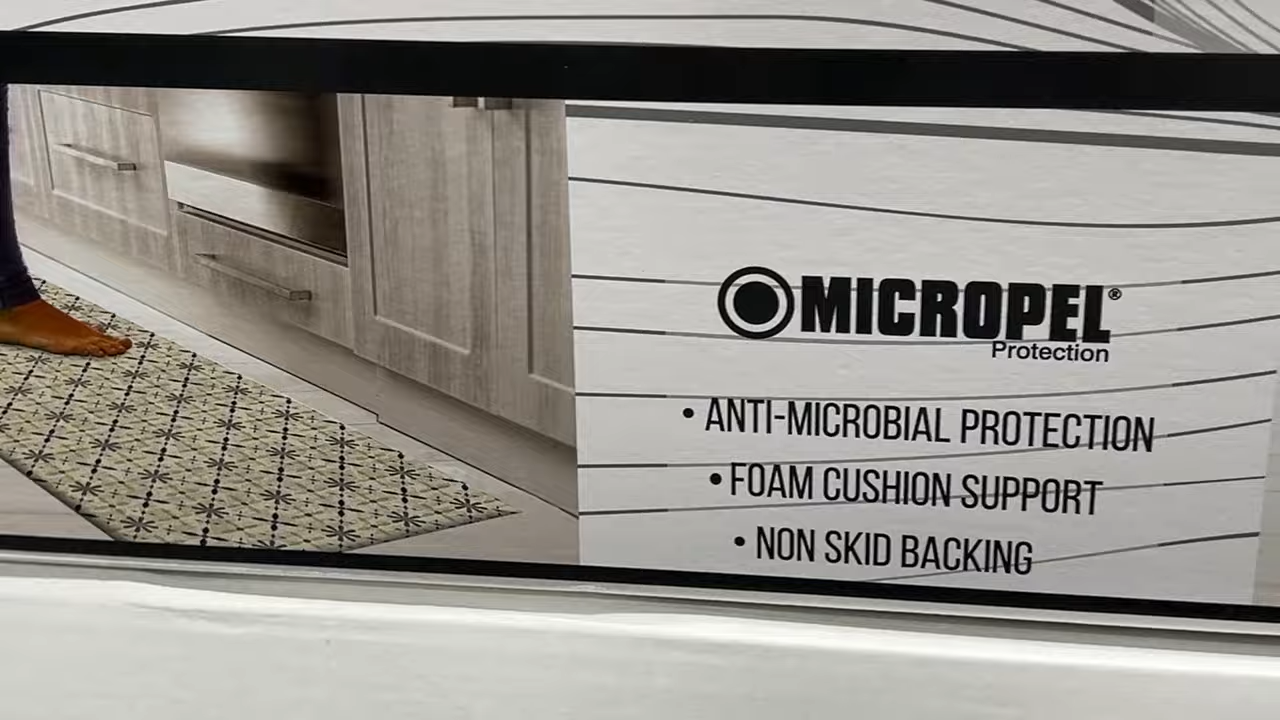 MICROPEL®
Protection
• ANTI-MICROBIAL PROTECTION
• FOAM CUSHION SUPPORT
• NON SKID BACKING